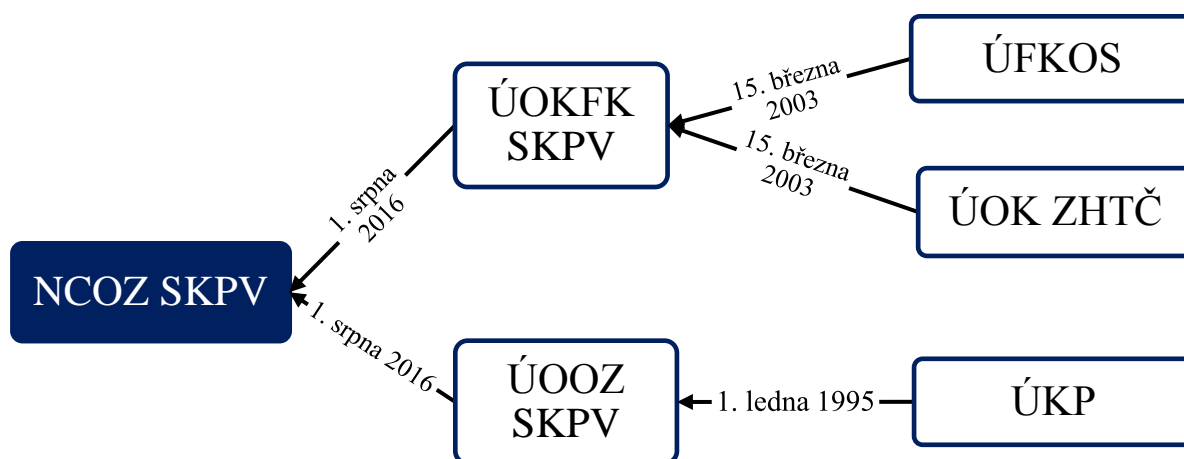 ÚFKOS
15. března
2003
ÚOKFK
SKPV
15. března
2003
ÚOK ZHTČ
1. srpna
2016
NCOZ SKPV
1. srpna 2016
ÚOOZ
SKPV
1. ledna 1995
ÚKP